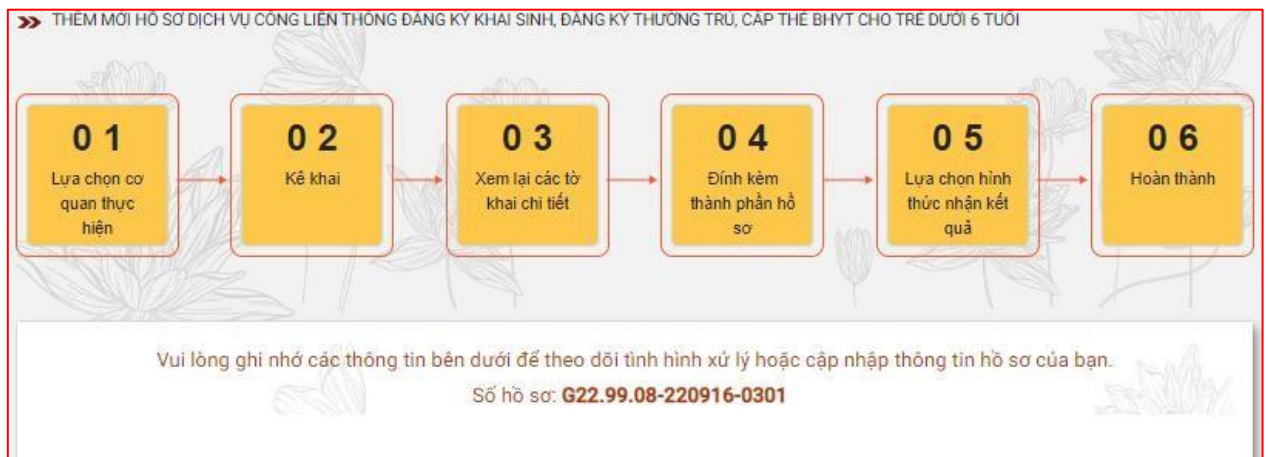 THÊM MỚI HỒ SƠ DỊCH VỤ CÔNG LIÊN THÔNG ĐĂNG KÝ KHAI SINH, ĐĂNG KÝ THƯỜNG TRÚ, CẤP THẺ BHYT CHO TRẺ DƯỚI 6 TUỔI
0 1
Lựa chọn cơ
quan thực
hiện
0 2
Kê khai
0 3
Xem lại các tờ
khai chi tiết
0 4
Đính kèm
thành phần hồ
sơ
0 5
Lựa chọn hình
thức nhận kết
quả
0 6
Hoàn thành
Vui lòng ghi nhớ các thông tin bên dưới để theo dõi tình hình xử lý hoặc cập nhập thông tin hồ sơ của bạn.
Số hồ sơ: G22.99.08-220916-0301